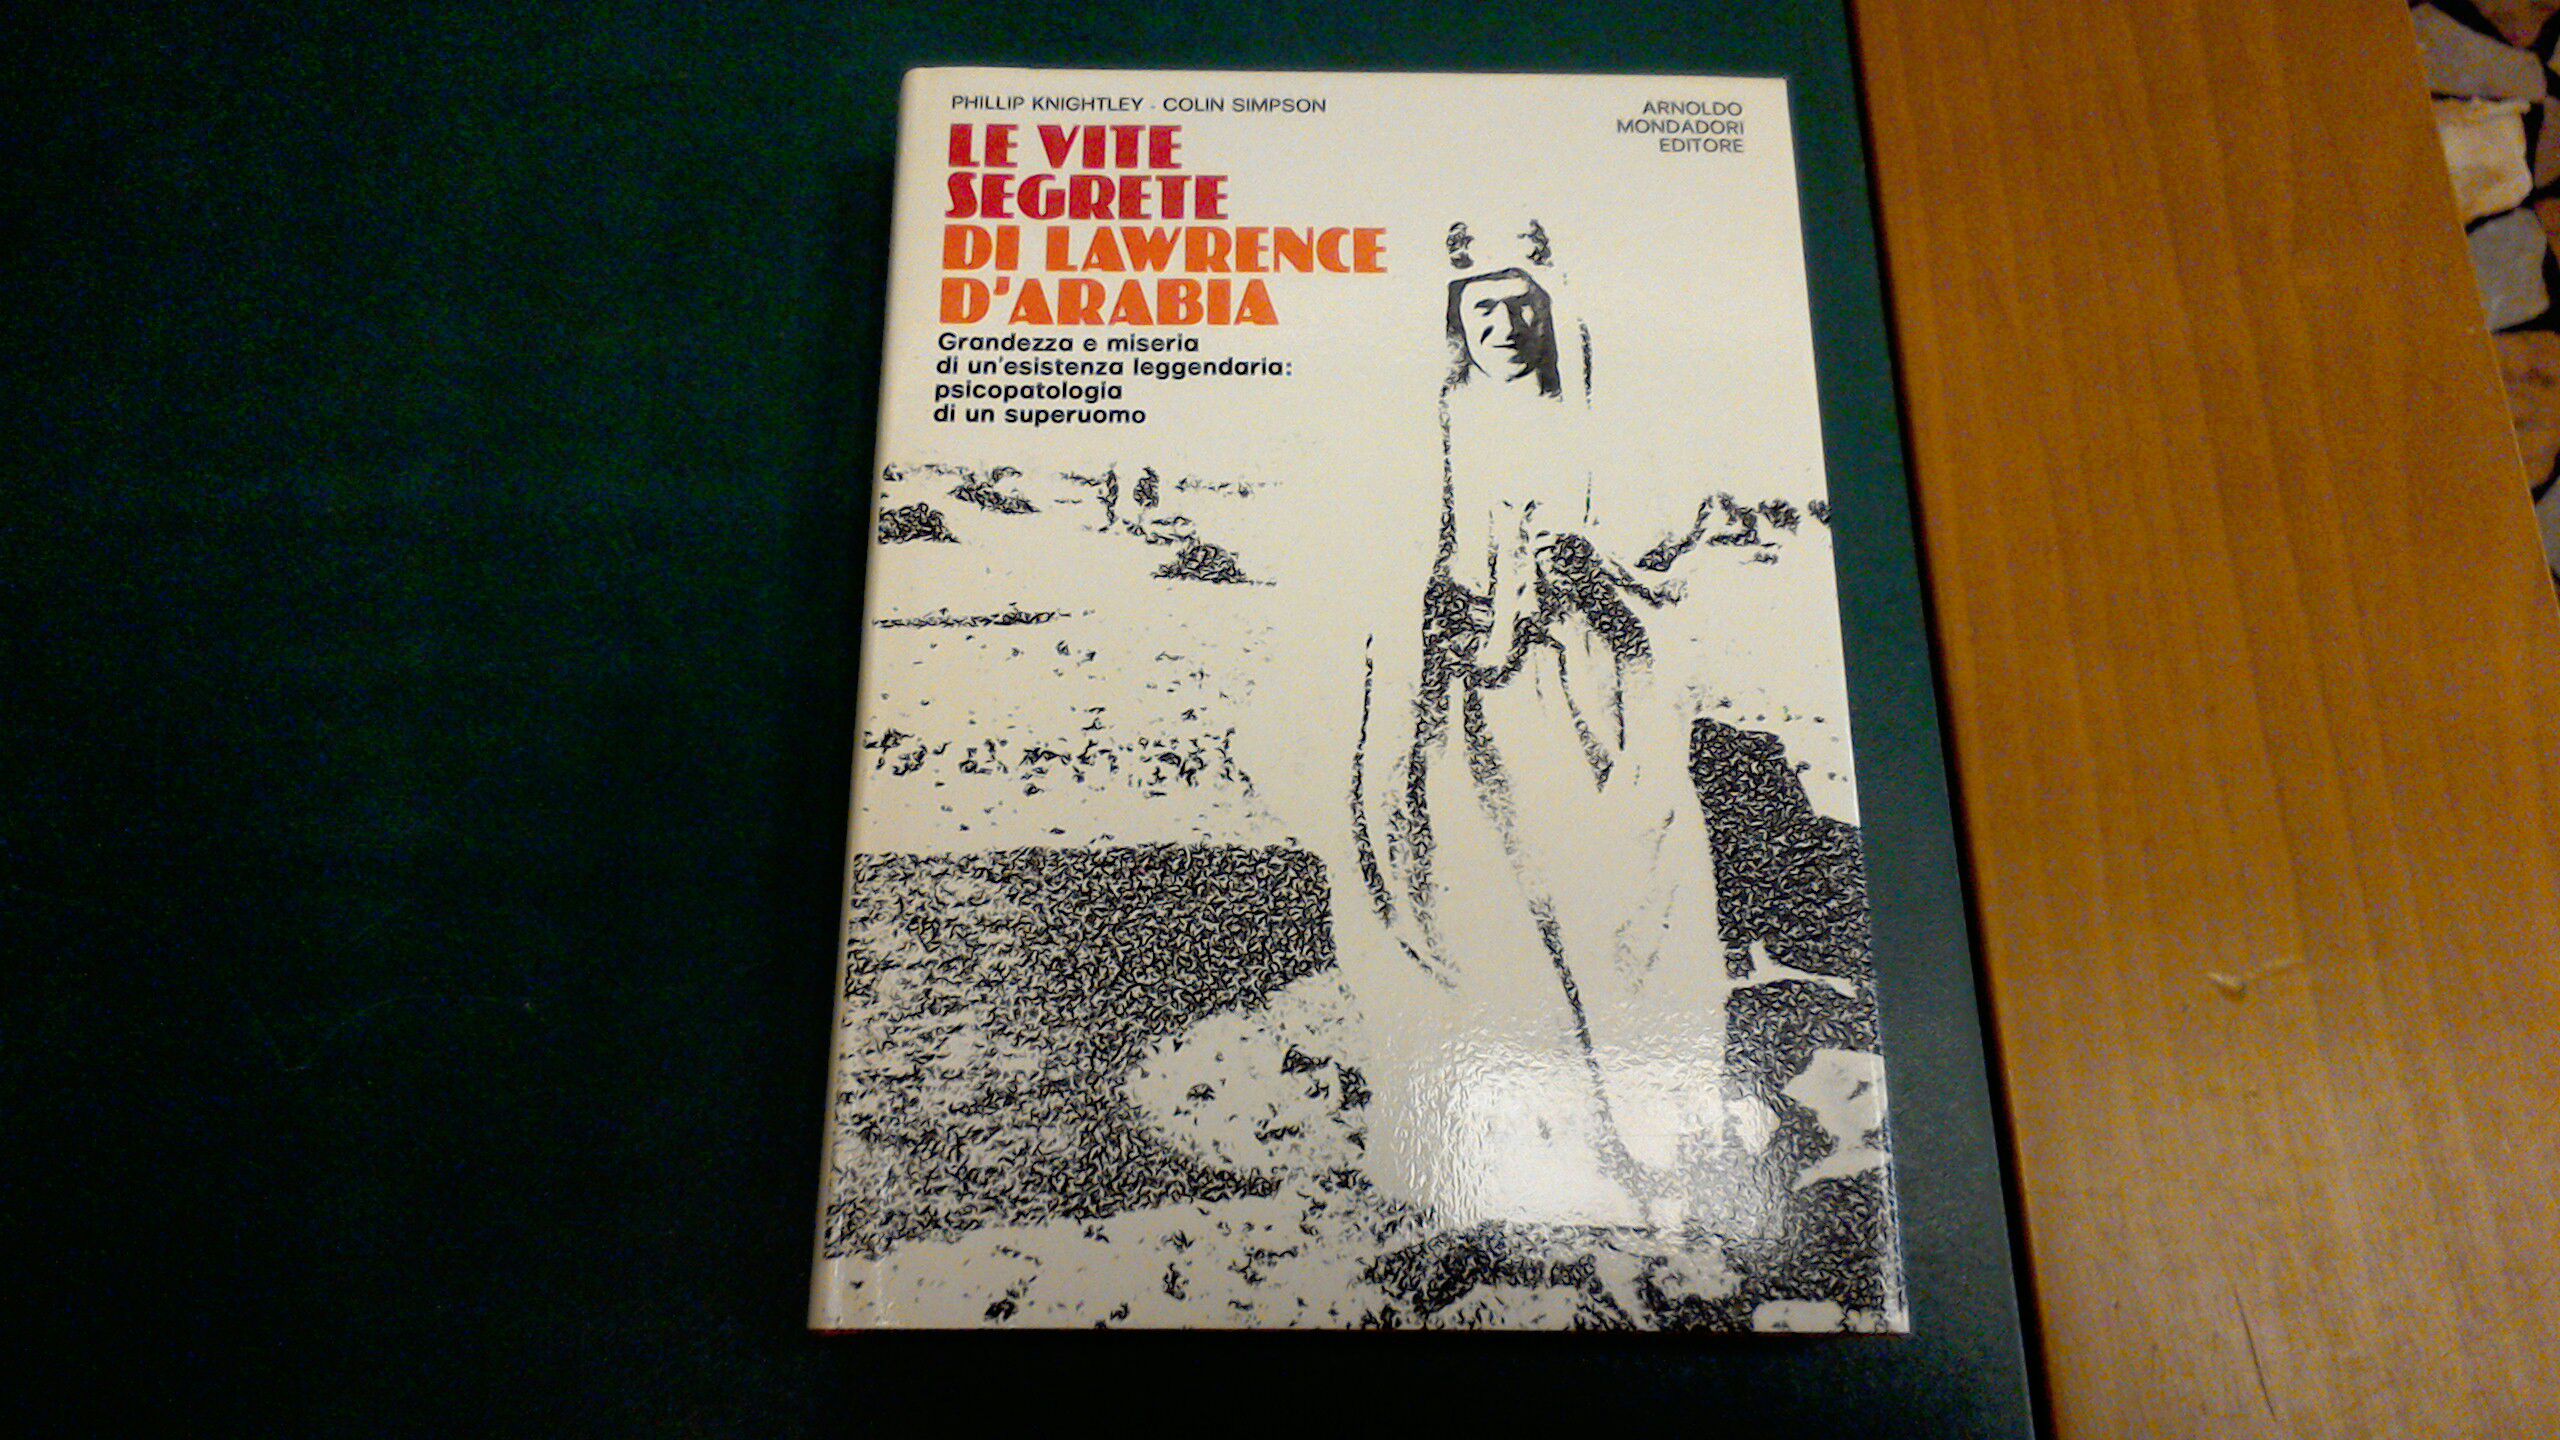 PHILLIP KNIGHTLEY - COLIN SIMPSON
ARNOLDO
MONDADORI
EDITORE
LE VITE
SEGRETE
DI LAWRENCE
D'ARABIA
Grandezza e miseria
di un'esistenza leggendaria:
psicopatologia
di un superuomo